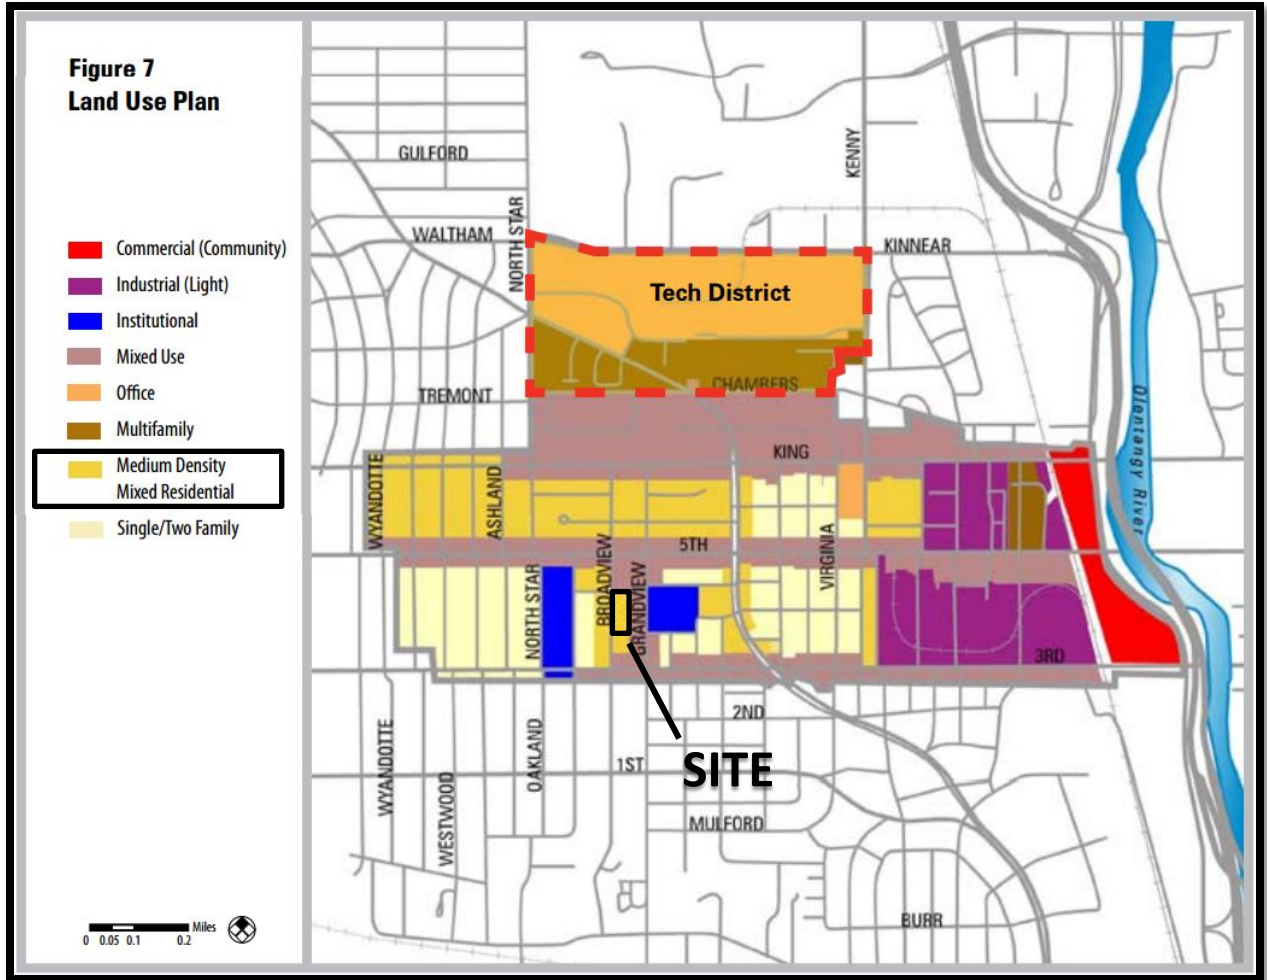 Figure 7
Land Use Plan
Commercial (Community)
Industrial (Light)
Institutional
Mixed Use
Office
Multifamily
Medium Density
Mixed Residential
Single/Two Family
Miles
0 0.05 0.1 0.2
GULFORD
KENNY
NORTH STAR
WALTHAM
KINNEAR
Tech District
CHAMBERS
TREMONT
Olentangy River
KING
WYANDOTTE
ASHLAND
5TH
BROADVIEW
VIRGINIA
NORTH STAR
GRANDVIEW
3RD
2ND
WYANDOTTE
OAKLAND
1ST
SITE
WESTWOOD
MULFORD
BURR